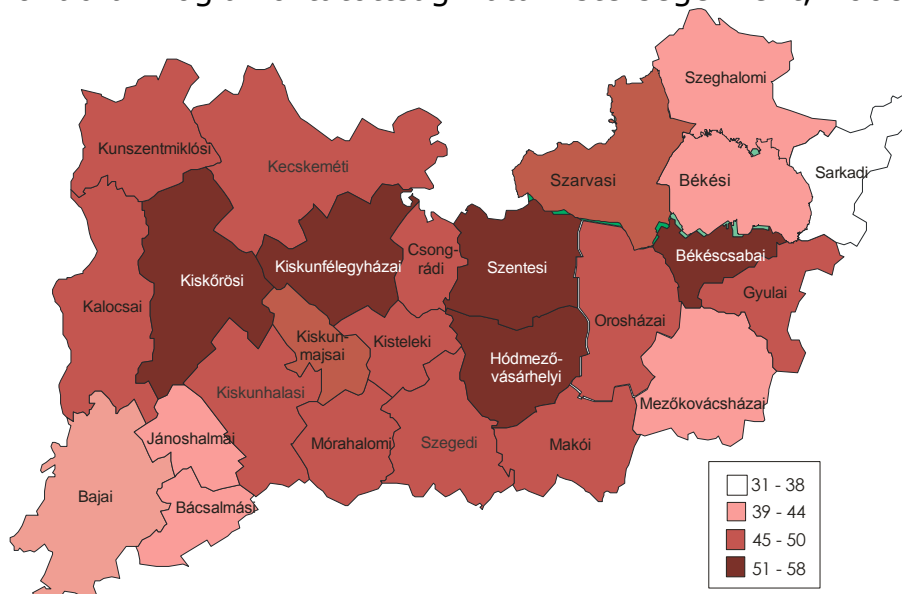 Szeghalomi
Kunszentmiklósi
Kecskeméti
Szarvasi
Békési
Sarkadi
Kiskőrösi
Kiskunfélegyházai
Csong-
rádi
Szentesi
Békéscsabai
Kalocsai
Gyulai
Orosházai
Kiskun-
majsai
Kisteleki
Hódmező-
vásárhelyi
Kiskunhalasi
Mezőkovácsházai
Jánoshalmai
Mórahalomi
Szegedi
Makói
Bajai
Bácsalmási
31 - 38
39 - 44
45 - 50
51 - 58